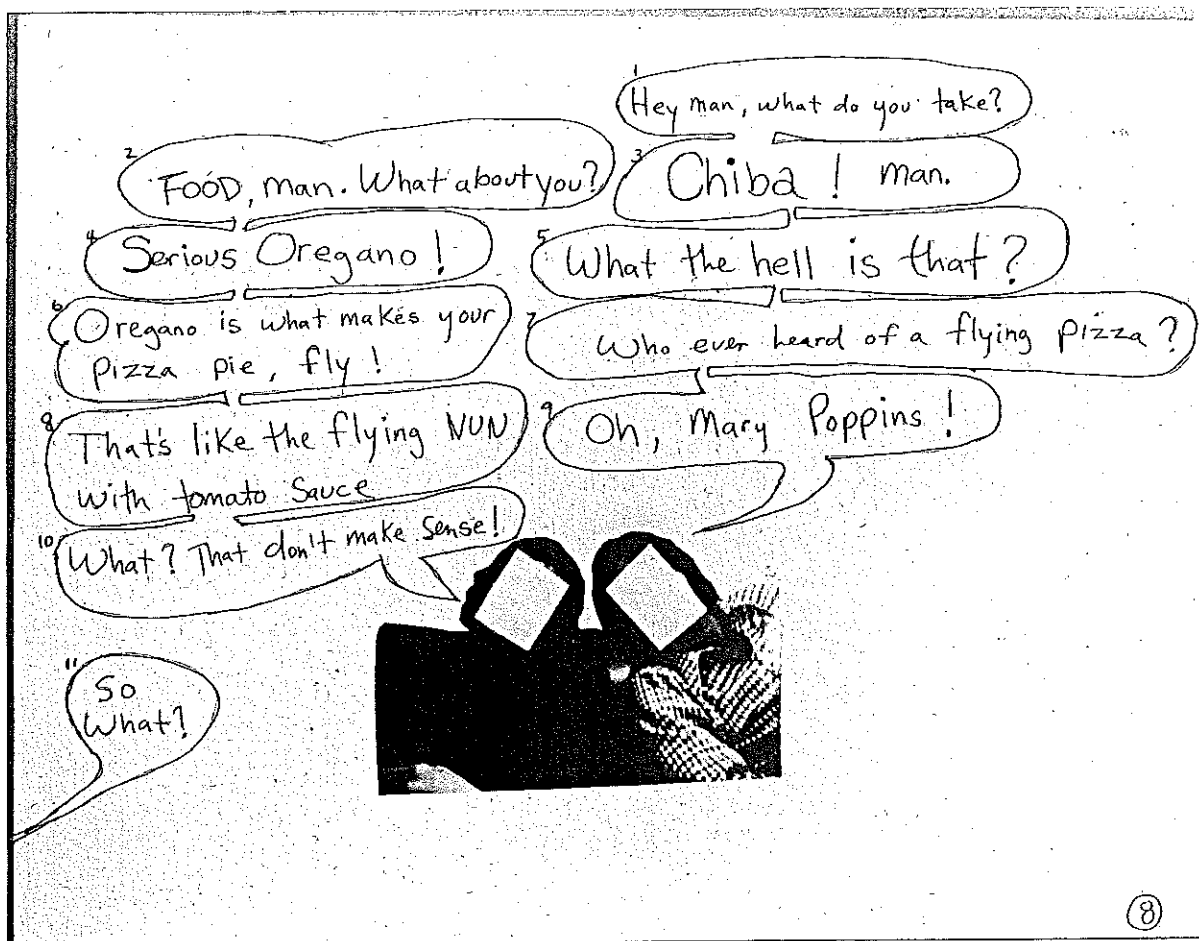 1
Hey man, what do you take?
2
FOOD, man. What about you?
3
Chiba! man.
4
Serious Oregano!
5
What the hell is that?
6
Oregano is what makes your
pizza pie, fly!
7
Who ever heard of a flying pizza?
8
That's like the flying NUN
with tomato Sauce
9
Oh, Mary Poppins!
10
What? That don't make sense!
11
So
What?
8